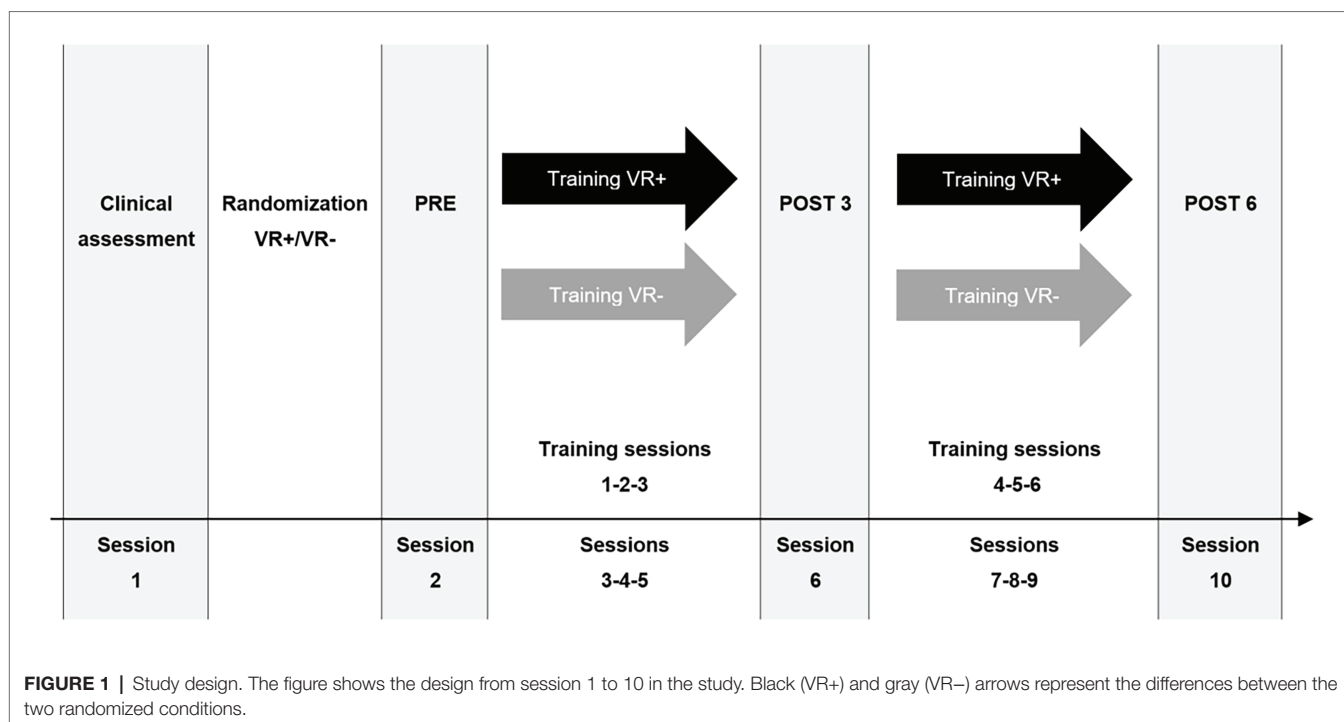 Clinical
assessment
Randomization
VR+/VR-
PRE
Training VR+
Training VR-
Training sessions
1-2-3
POST 3
Training VR+
Training VR-
Training sessions
4-5-6
POST 6
Session
1
Session
2
Sessions
3-4-5
Session
6
Sessions
7-8-9
Session
10
FIGURE 1 | Study design. The figure shows the design from session 1 to 10 in the study. Black (VR+) and gray (VR−) arrows represent the differences between the
two randomized conditions.